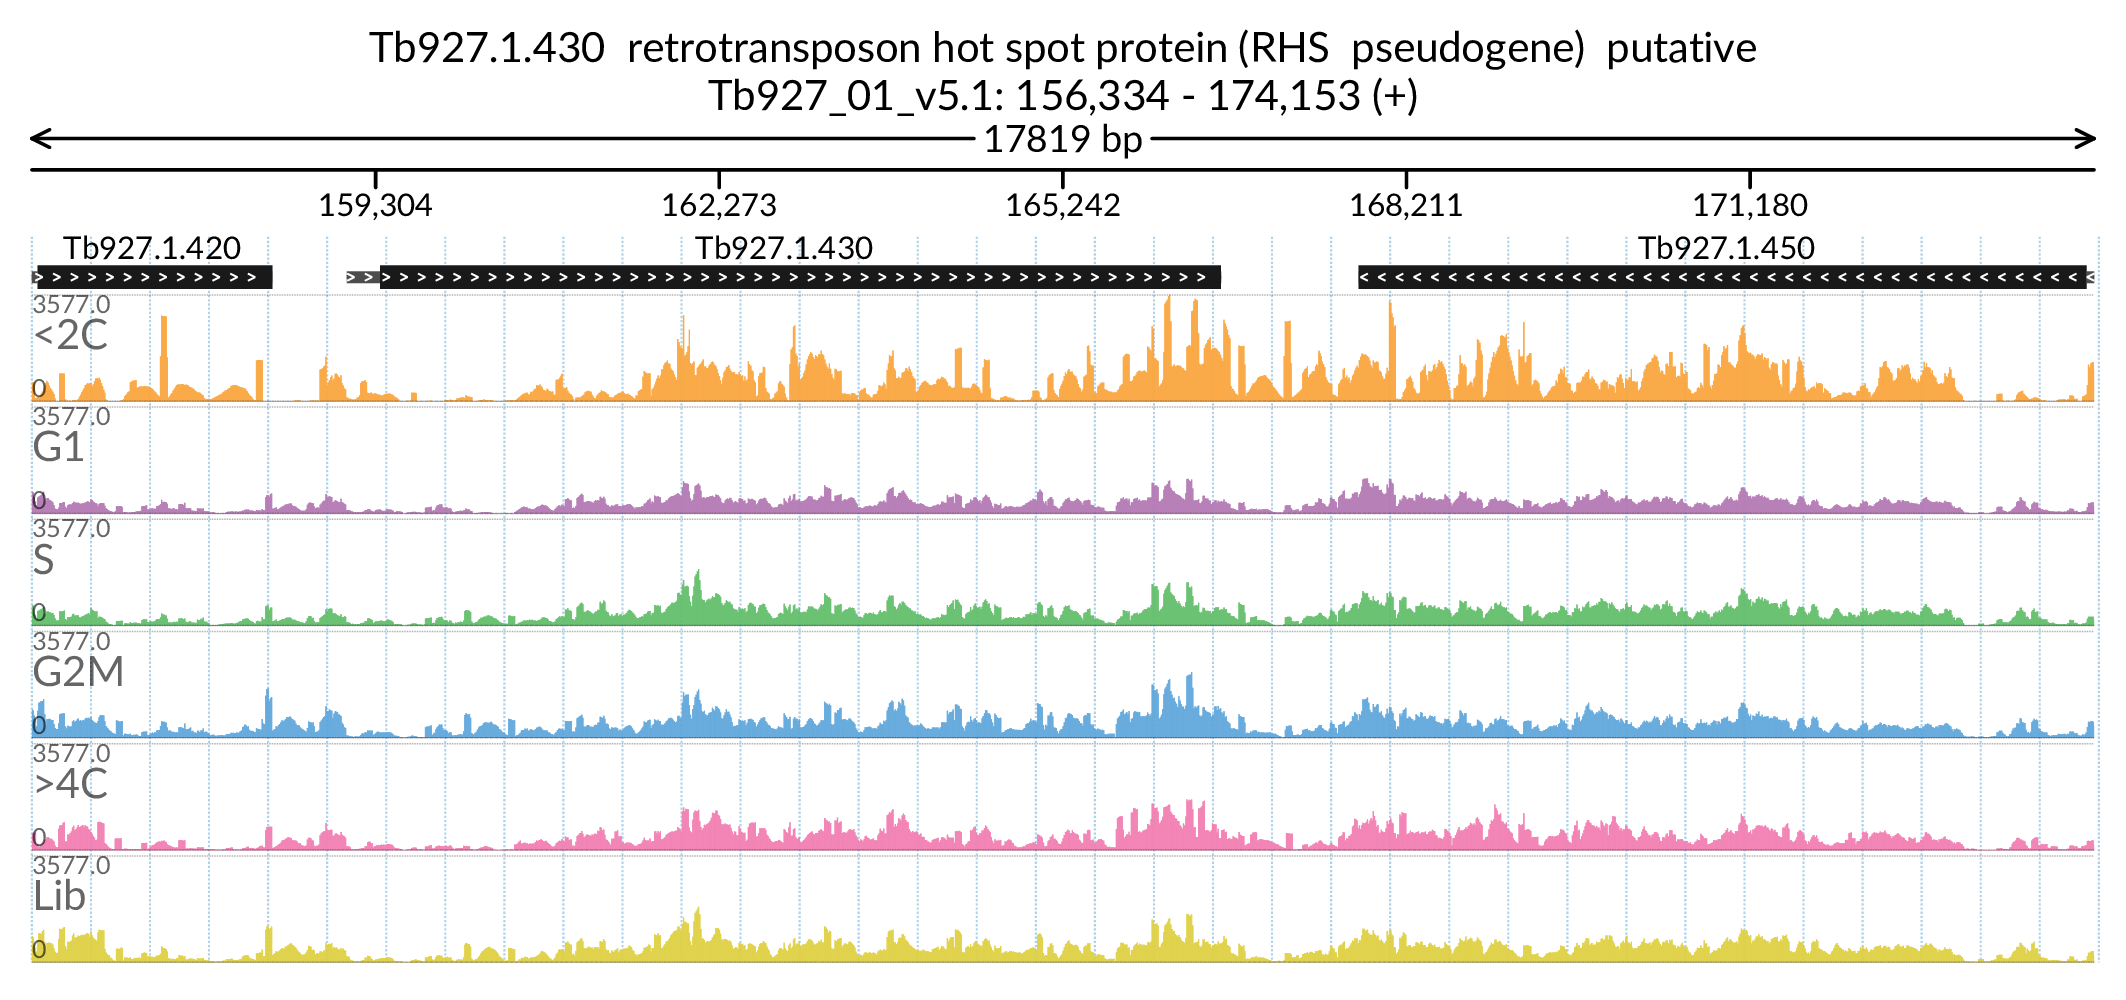 Tb927.1.430 retrotransposon hot spot protein (RHS pseudogene) putative
Tb927_01_v5.1: 156,334 - 174,153 (+)
17819 bp
159,304 162,273 165,242 168,211 171,180
Tb927.1.420 Tb927.1.430 Tb927.1.450
3577.0
<2C
0
3577.0
G1
0
3577.0
S
0
3577.0
G2M
0
3577.0
>4C
0
3577.0
Lib
0